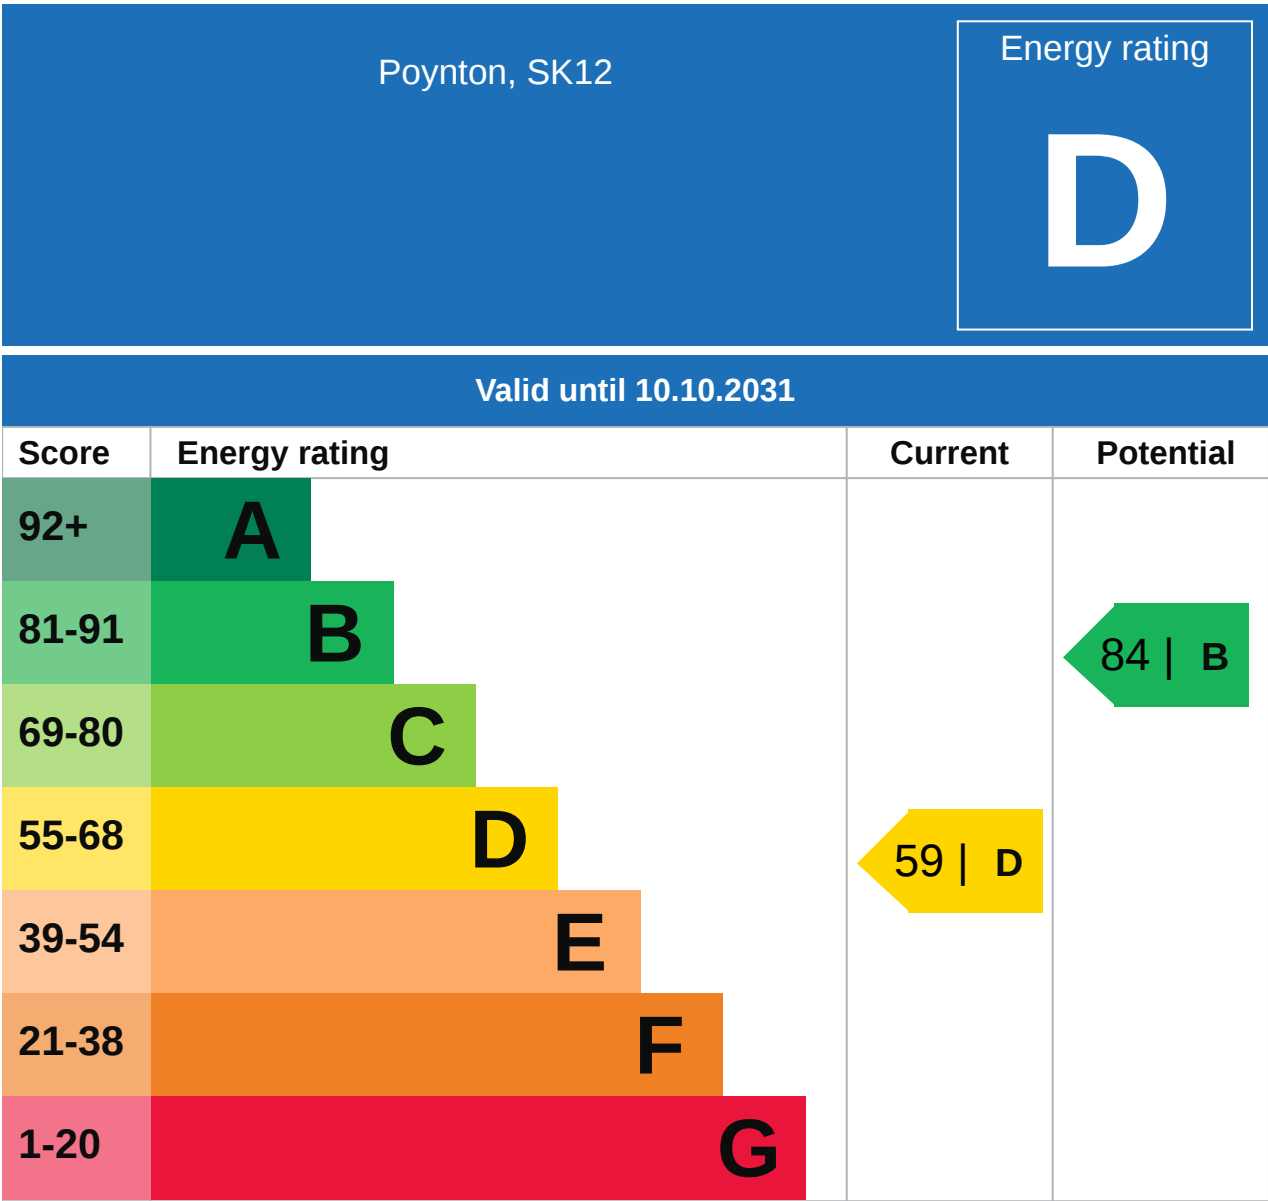 Poynton, SK12
Energy rating
D
Valid until 10.10.2031
Score Energy rating Current Potential
92+ A
81-91 B 84 | B
69-80 C
55-68 D 59 | D
39-54 E
21-38 F
1-20 G